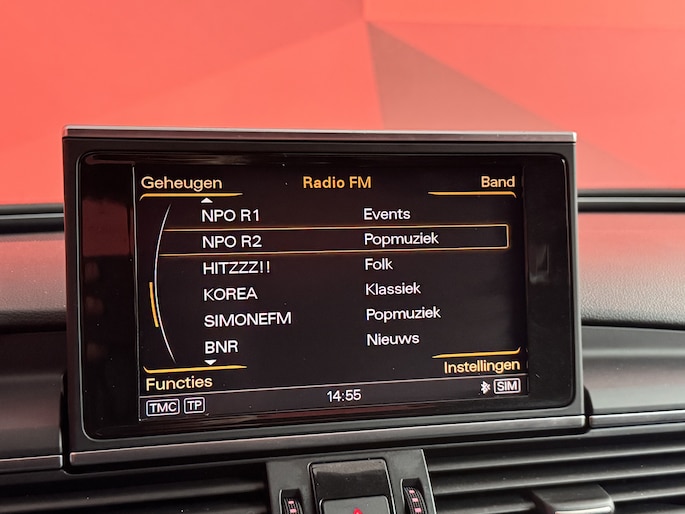 Geheugen Radio FM Band
NPO R1 Events
NPO R2 Popmuziek
HITZZZ!! Folk
KOREA Klassiek
SIMONEFM Popmuziek
BNR Nieuws
Functies Instellingen
TMC TP 14:55 SIM